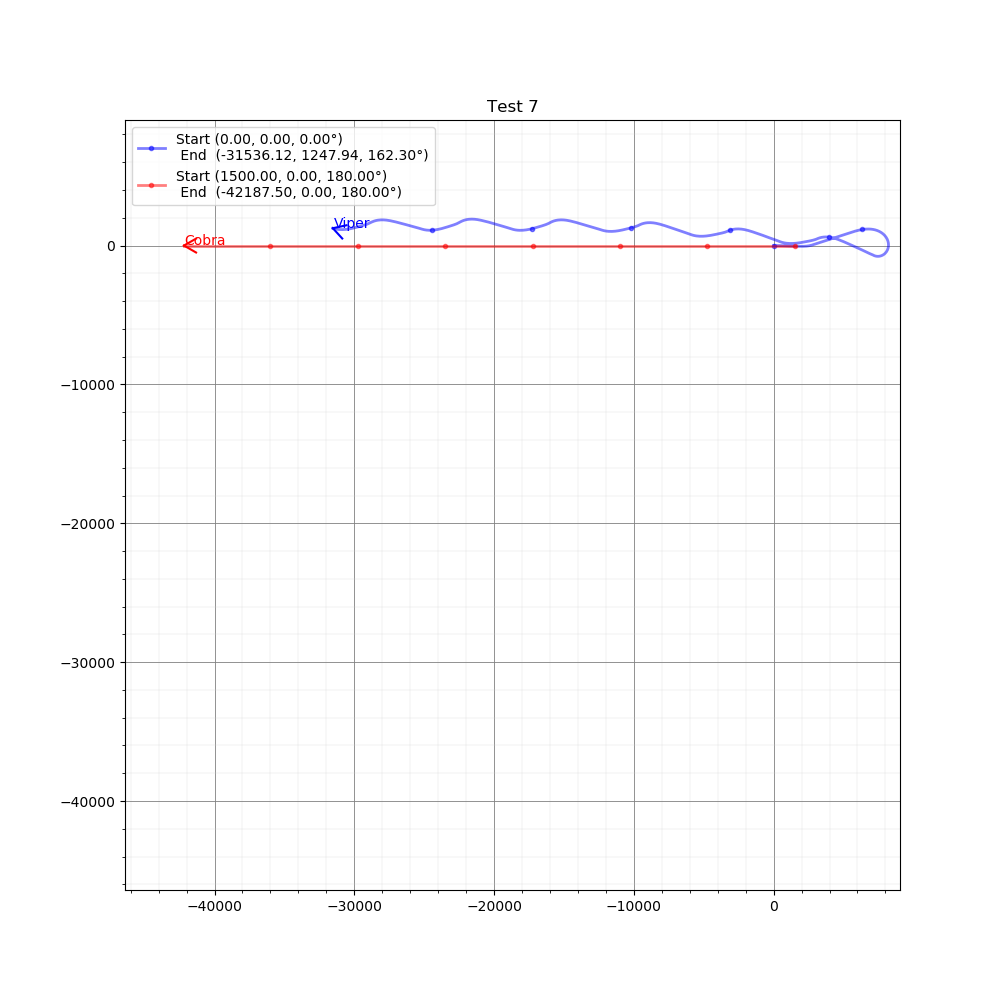 Test 7
Start (0.00, 0.00, 0.00°)
End (-31536.12, 1247.94, 162.30°)
Start (1500.00, 0.00, 180.00°)
End (-42187.50, 0.00, 180.00°)
Viper
Cobra
0
−10000
−20000
−30000
−40000
−40000 −30000 −20000 −10000 0